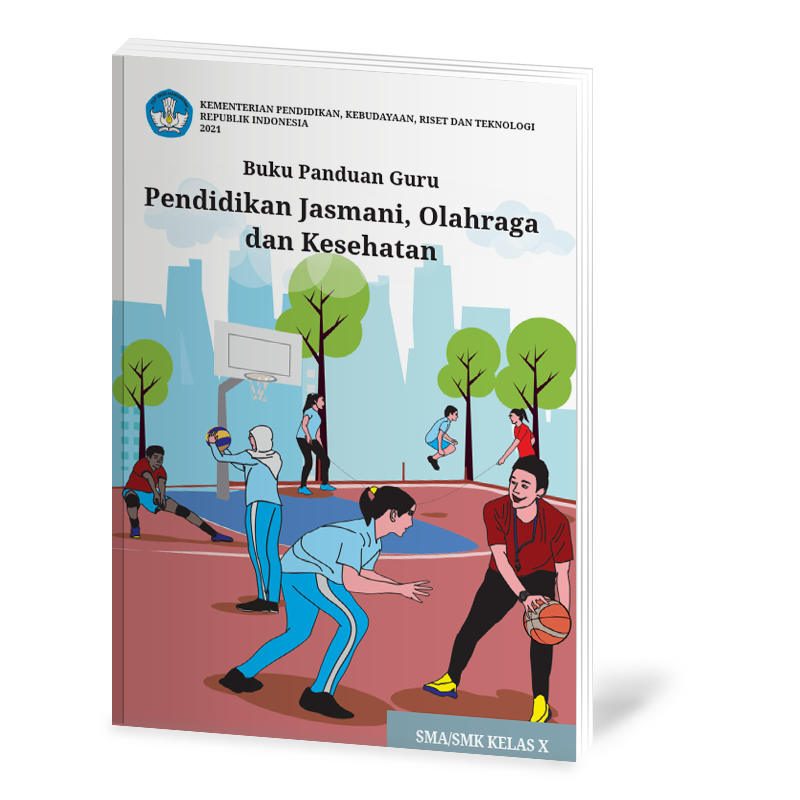 KEMENTERIAN PENDIDIKAN, KEBUDAYAAN, RISET DAN TEKNOLOGI
REPUBLIK INDONESIA
2021
Buku Panduan Guru
Pendidikan Jasmani, Olahraga
dan Kesehatan
SMA/SMK KELAS X